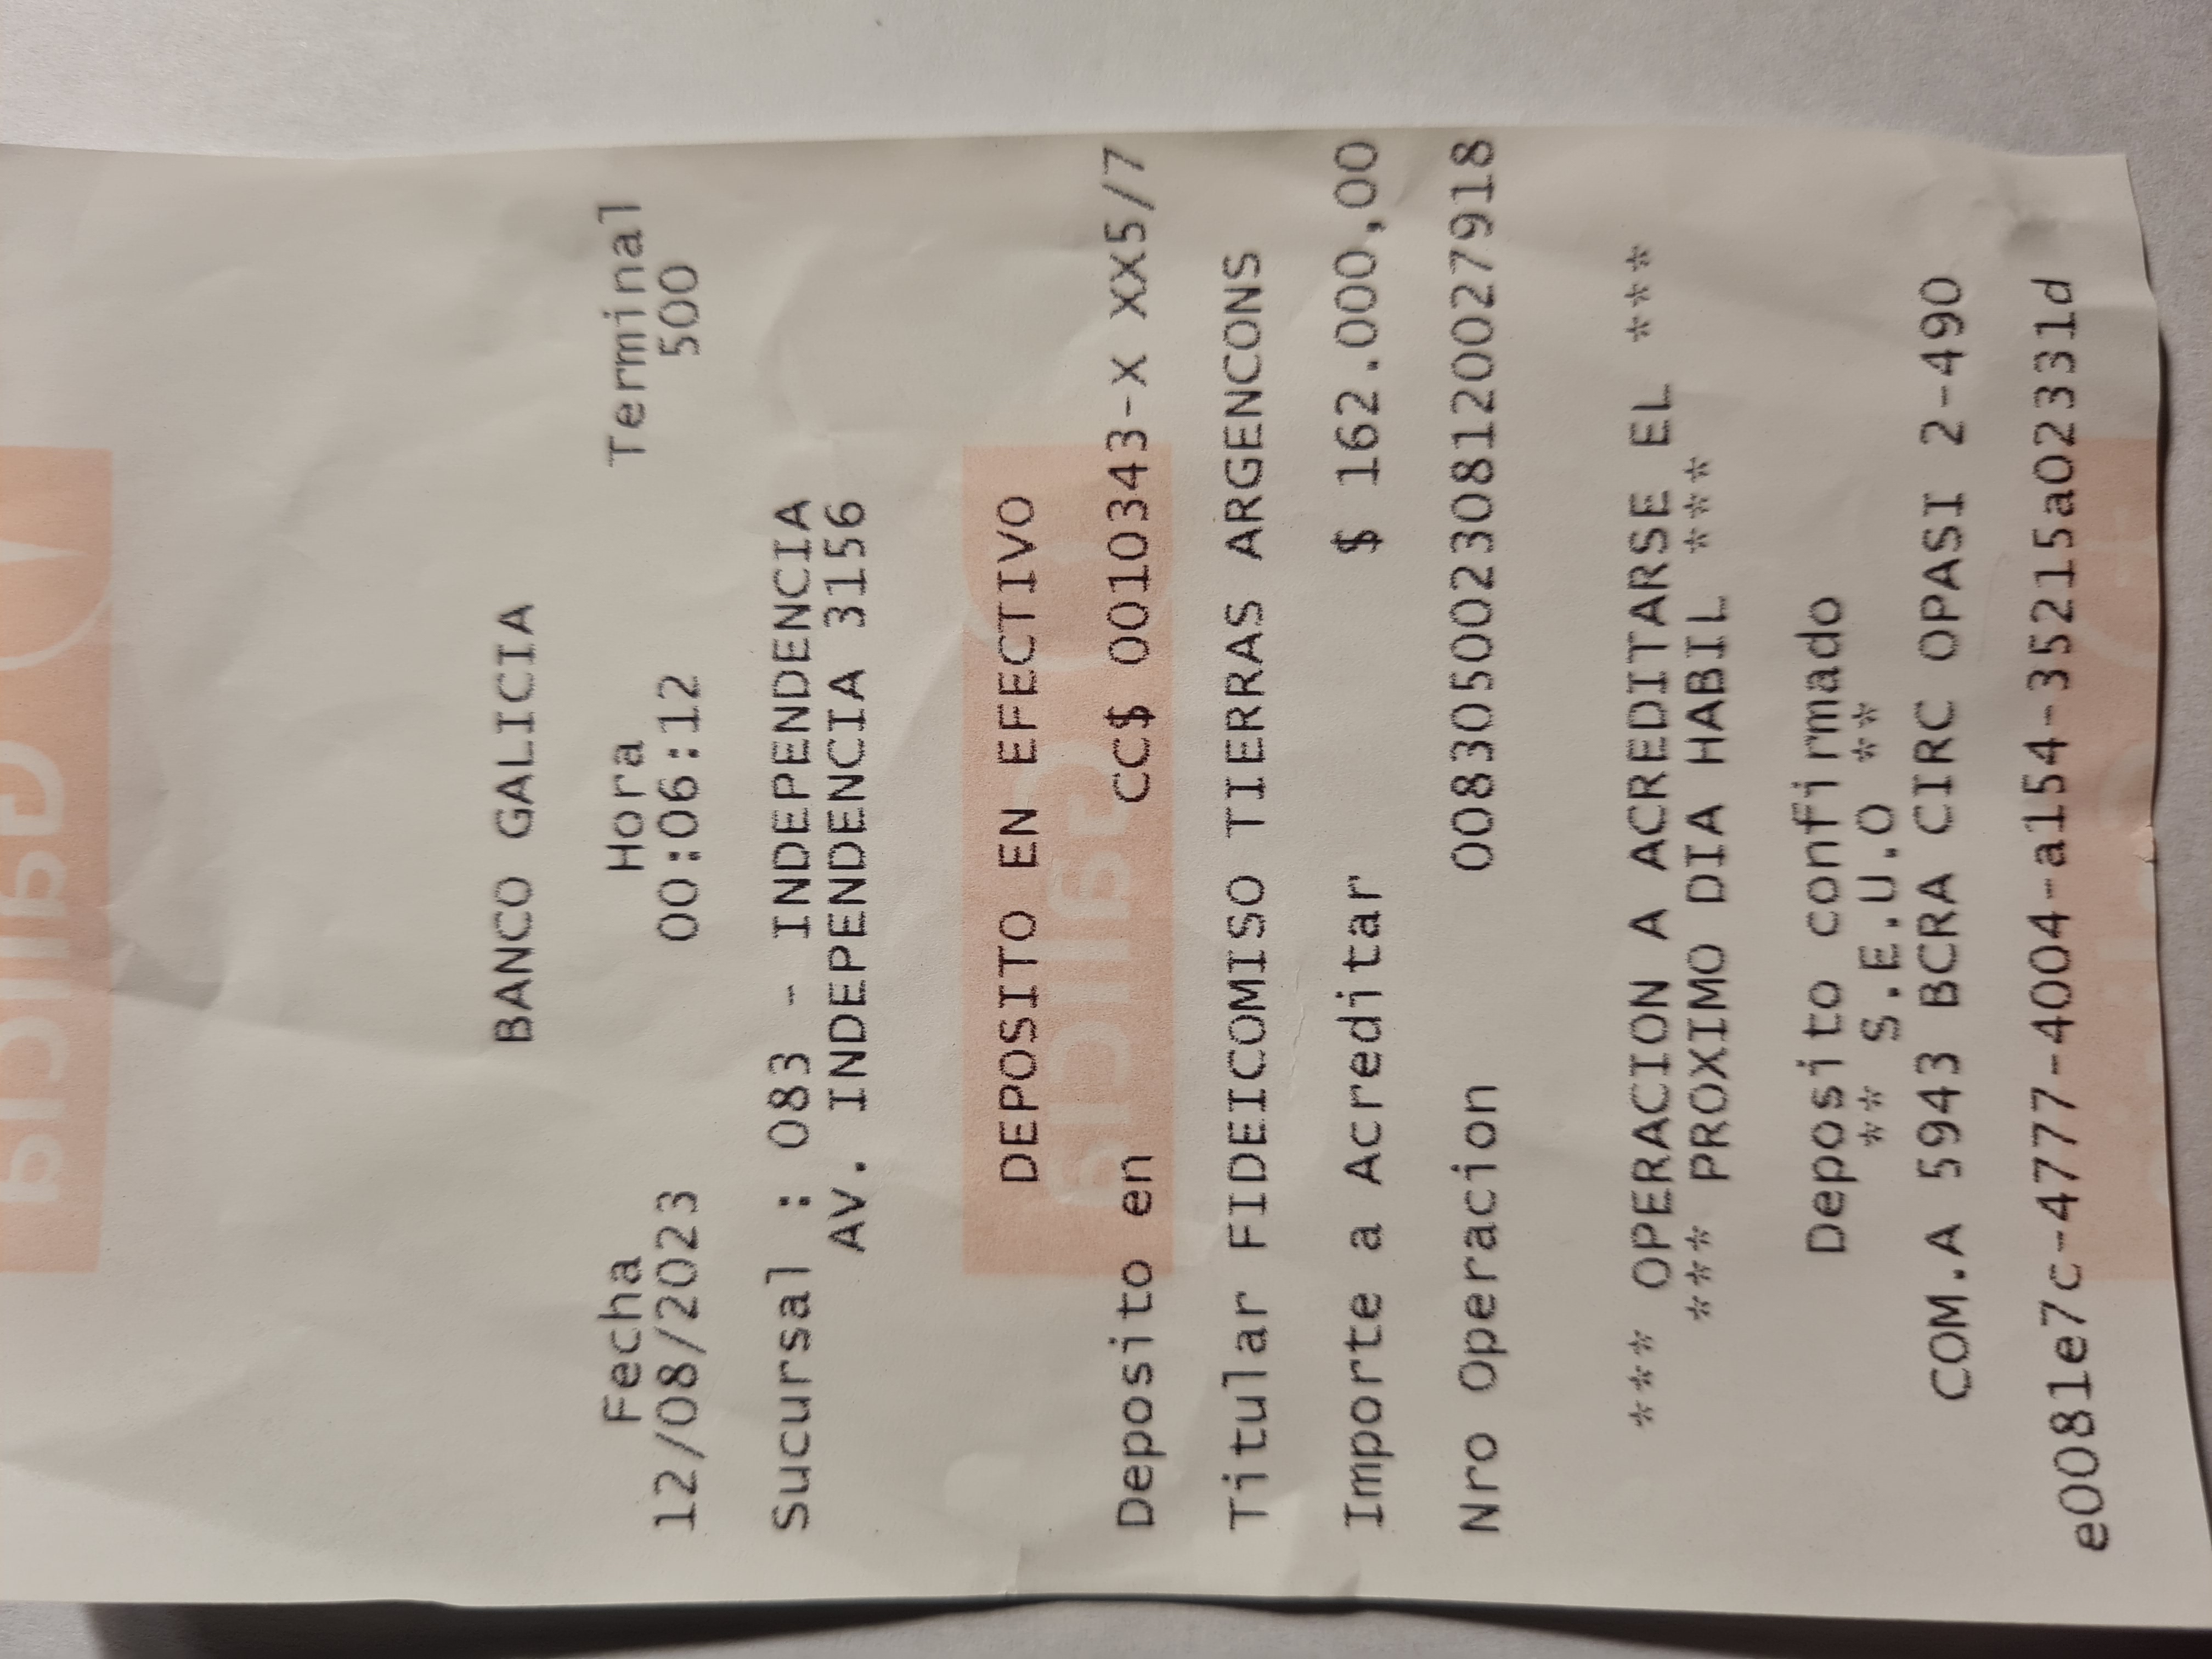 Galicia
BANCO GALICIA
Fecha Hora Terminal
12/08/2023 00:06:12 500
Sucursal : 083 - INDEPENDENCIA
AV. INDEPENDENCIA 3156
DEPOSITO EN EFECTIVO
Galicia
Deposito en CC$ 0010343-X XX5/7
Titular FIDEICOMISO TIERRAS ARGENCONS
Importe a Acreditar $ 162.000,00
Nro Operacion 00830500230812002791​8
*** OPERACION A ACREDITARSE EL ***
*** PROXIMO DIA HABIL ***
Deposito confirmado
** S.E.U.O **
COM.A 5943 BCRA CIRC OPASI 2-490
e0081e7c-4777-4004-a154-35215a02331d